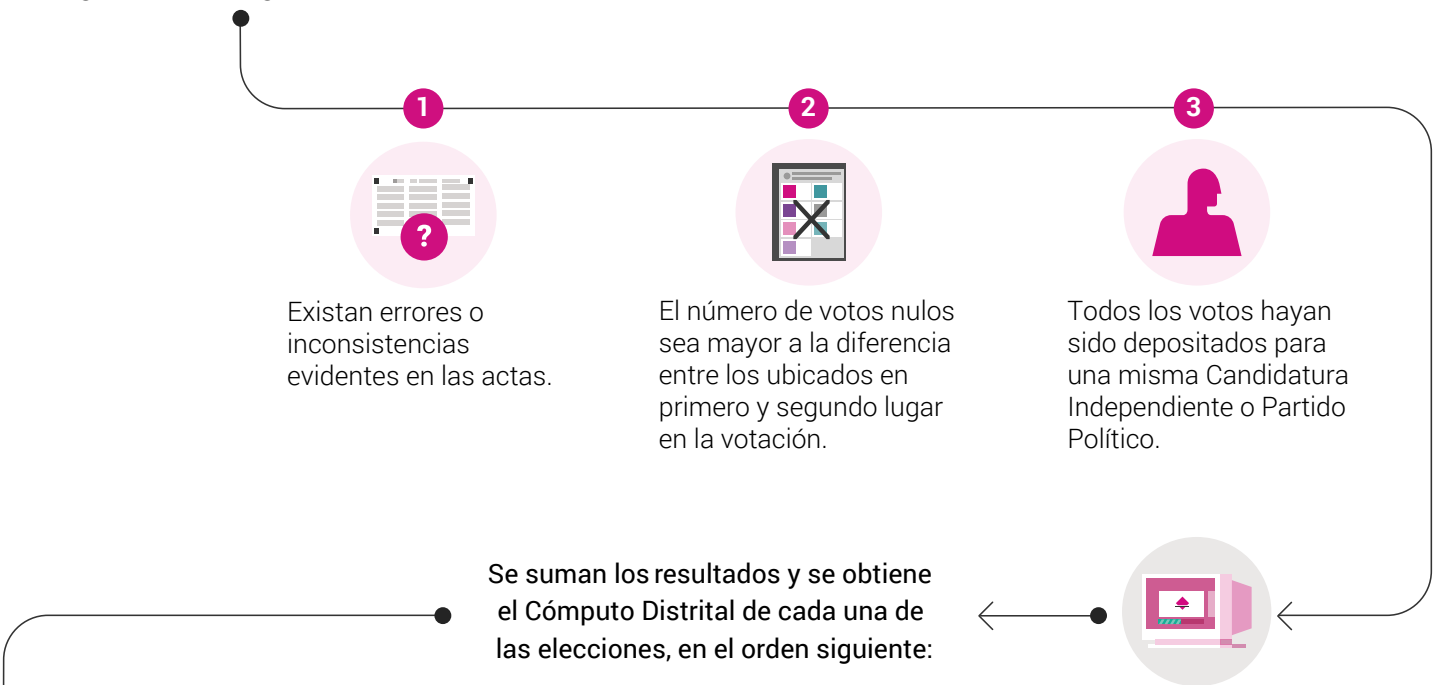 1
2
3
?
Existan errores o
inconsistencias
evidentes en las actas.
El número de votos nulos
sea mayor a la diferencia
entre los ubicados en
primero y segundo lugar
en la votación.
Todos los votos hayan
sido depositados para
una misma Candidatura
Independiente o Partido
Político.
Se suman los resultados y se obtiene
el Cómputo Distrital de cada una de
las elecciones, en el orden siguiente: